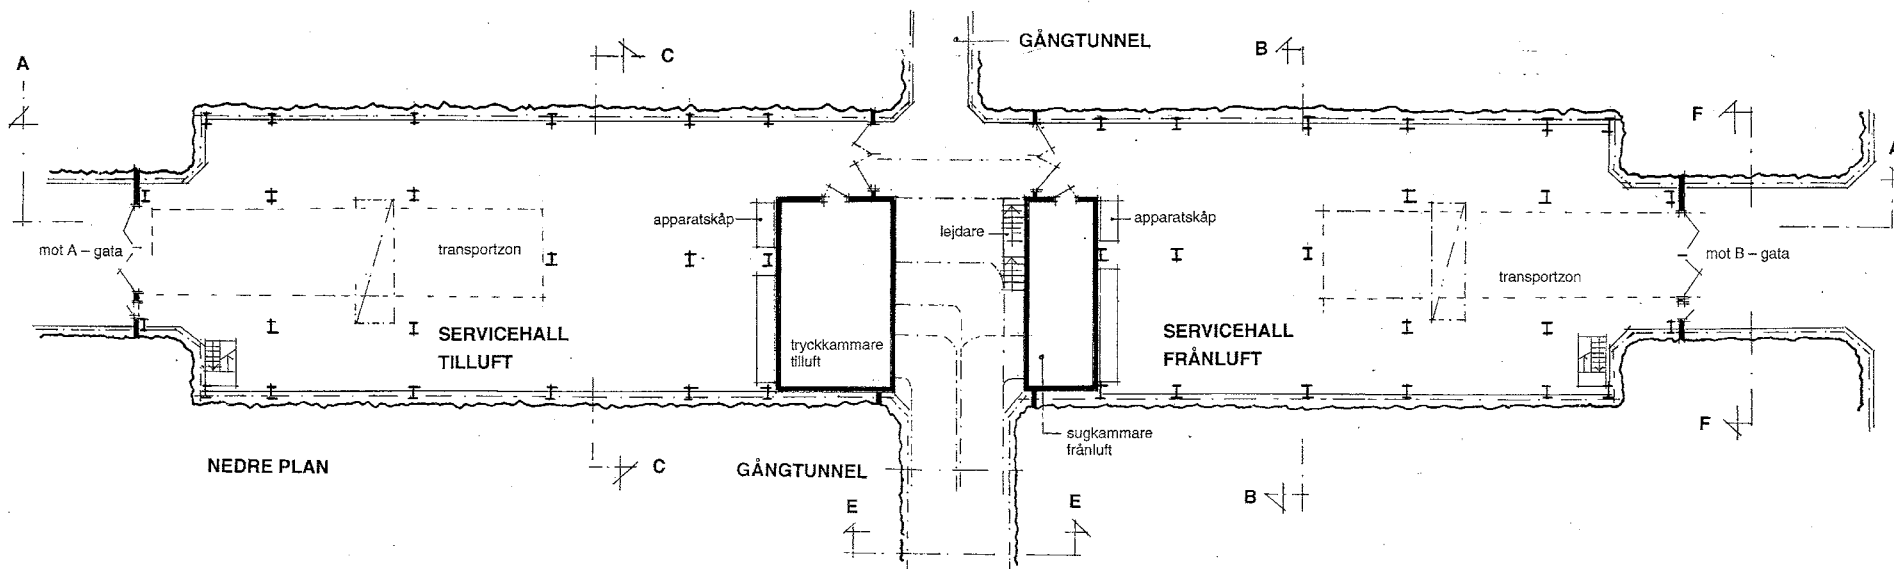 GÅNGTUNNEL
A
C
B
F
A
apparatskåp
lejdare
apparatskåp
mot A – gata
transportzon
mot B – gata
transportzon
SERVICEHALL
TILLUFT
tryckkammare
tilluft
SERVICEHALL
FRÅNLUFT
sugkammare
frånluft
F
NEDRE PLAN
C
GÅNGTUNNEL
B
E
E